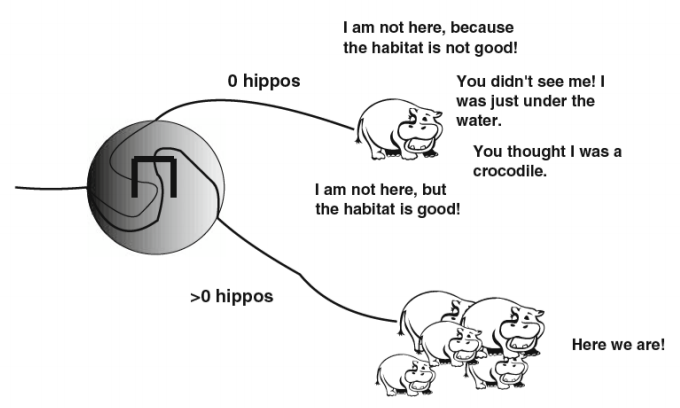 I am not here, because
the habitat is not good!
0 hippos
You didn't see me! I
was just under the
water.
You thought I was a
crocodile.
I am not here, but
the habitat is good!
>0 hippos
Here we are!